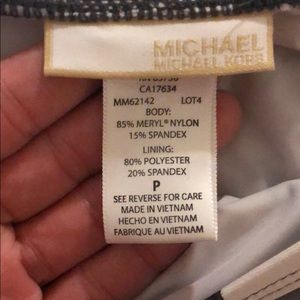 MICHAEL
MICHAEL KORS
CA17634
MM62142 LOT4
BODY:
85% MERYL® NYLON
15% SPANDEX
LINING:
80% POLYESTER
20% SPANDEX
P
SEE REVERSE FOR CARE
MADE IN VIETNAM
HECHO EN VIETNAM
FABRIQUE AU VIETNAM